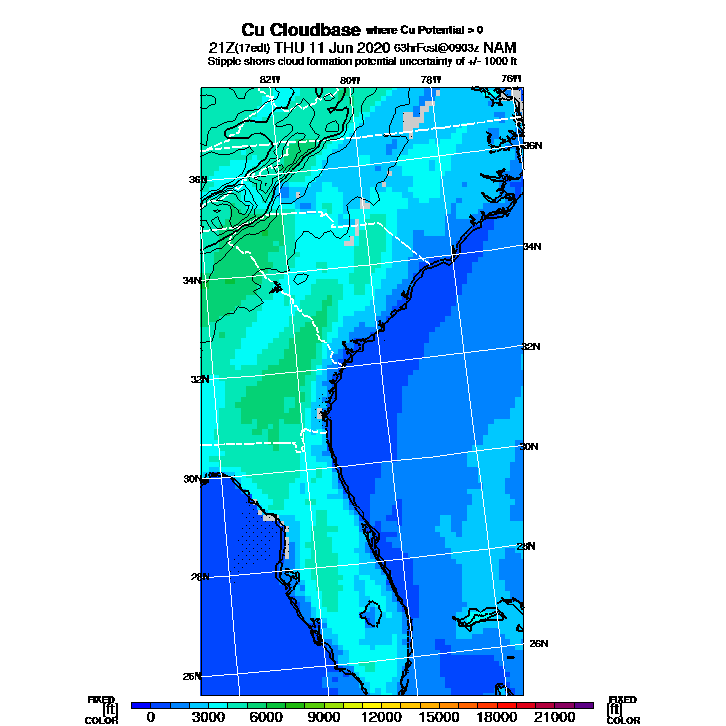 Cu Cloudbase where Cu Potential > 0
21Z(17edt) THU 11 Jun 2020 63hrFcst@0903z NAM
Stipple shows cloud formation potential uncertainty of +/- 1000 ft
82W 80W 78W 76W
36N
36N
34N
34N
32N
32N
30N
30N
28N
28N
26N
26N
FIXED FIXED
[ft] [ft]
COLOR COLOR
0 3000 6000 9000 12000 15000 18000 21000